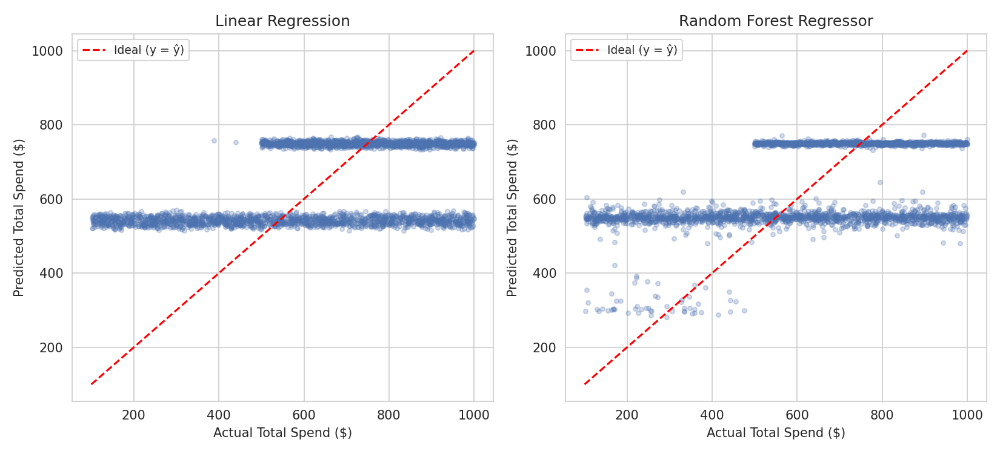 Linear Regression
Ideal (y = ŷ)
1000
800
600
400
200
Predicted Total Spend ($)
200 400 600 800 1000
Actual Total Spend ($)
Random Forest Regressor
Ideal (y = ŷ)
1000
800
600
400
200
Predicted Total Spend ($)
200 400 600 800 1000
Actual Total Spend ($)